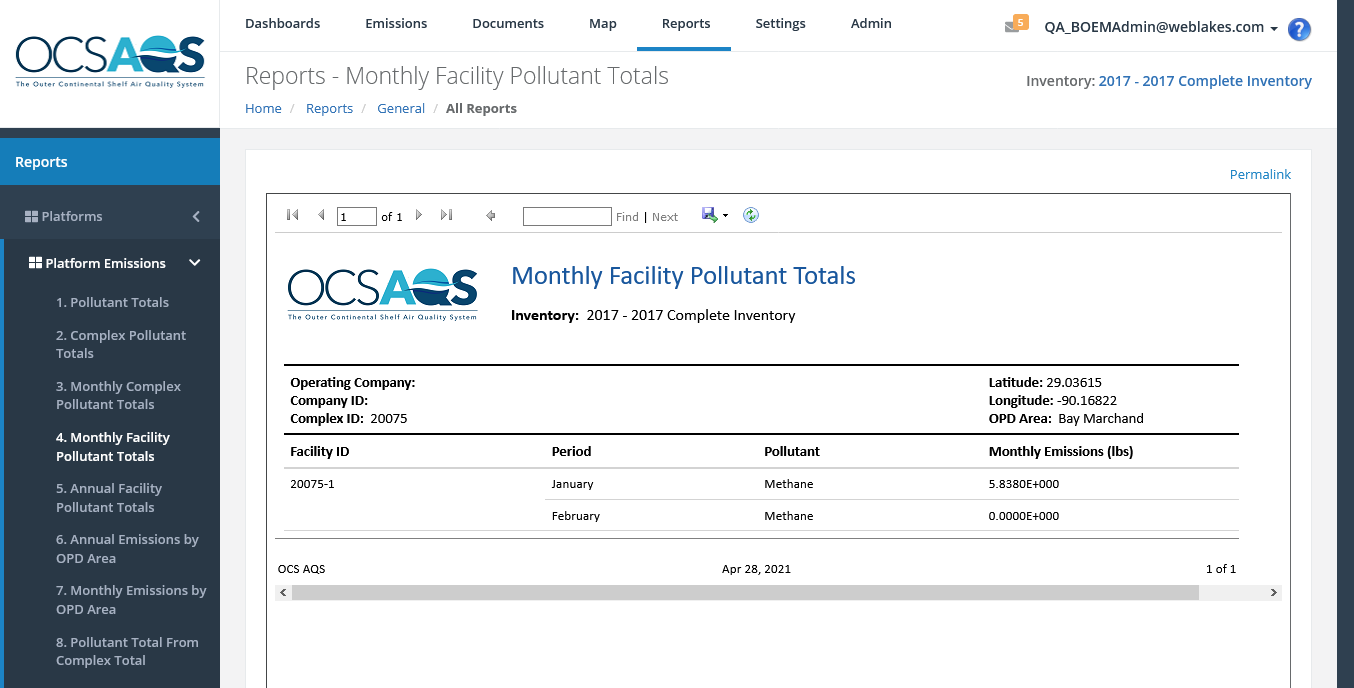 OCSAQS
The Outer Continental Shelf Air Quality System
Dashboards Emissions Documents Map Reports Settings Admin
5 QA_BOEMAdmin@weblakes.com ?
Reports - Monthly Facility Pollutant Totals
Inventory: 2017 - 2017 Complete Inventory
Home / Reports / General / All Reports
Reports
Platforms
Platform Emissions
1. Pollutant Totals
2. Complex Pollutant
Totals
3. Monthly Complex
Pollutant Totals
4. Monthly Facility
Pollutant Totals
5. Annual Facility
Pollutant Totals
6. Annual Emissions by
OPD Area
7. Monthly Emissions by
OPD Area
8. Pollutant Total From
Complex Total
Permalink
1 of 1 Find | Next
OCSAQS
The Outer Continental Shelf Air Quality System
Monthly Facility Pollutant Totals
Inventory: 2017 - 2017 Complete Inventory
Operating Company: Latitude: 29.03615
Company ID: Longitude: -90.16822
Complex ID: 20075 OPD Area: Bay Marchand
Facility ID Period Pollutant Monthly Emissions (lbs)
20075-1 January Methane 5.8380E+000
February Methane 0.0000E+000
OCS AQS Apr 28, 2021 1 of 1